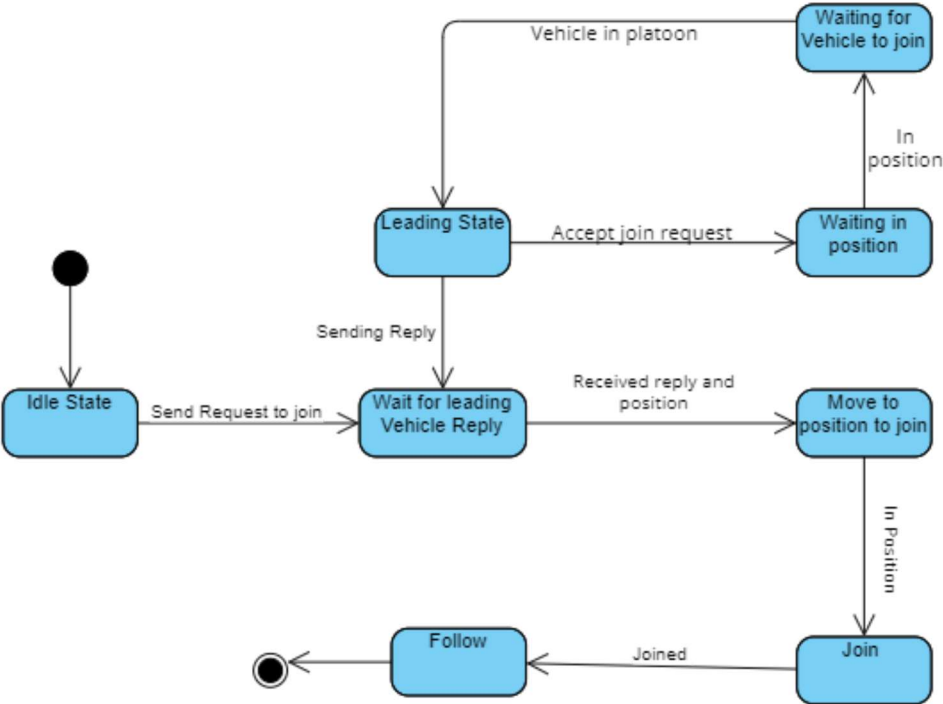 Waiting for
Vehicle to join
Vehicle in platoon
In
position
Leading State
Accept join request
Waiting in
position
Sending Reply
Idle State
Send Request to join
Wait for leading
Vehicle Reply
Received reply and
position
Move to
position to join
In Position
Follow
Joined
Join